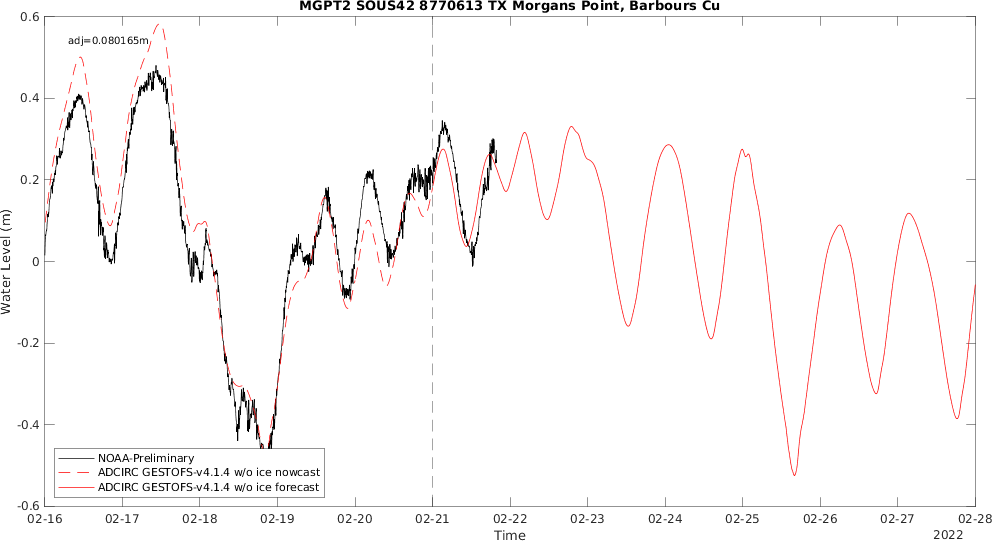 MGPT2 SOUS42 8770613 TX Morgans Point, Barbours Cu
adj=0.080165m
0.6
0.4
0.2
0
-0.2
-0.4
-0.6
Water Level (m)
NOAA-Preliminary
ADCIRC GESTOFS-v4.1.4 w/o ice nowcast
ADCIRC GESTOFS-v4.1.4 w/o ice forecast
02-16 02-17 02-18 02-19 02-20 02-21 02-22 02-23 02-24 02-25 02-26 02-27 02-28
Time
2022